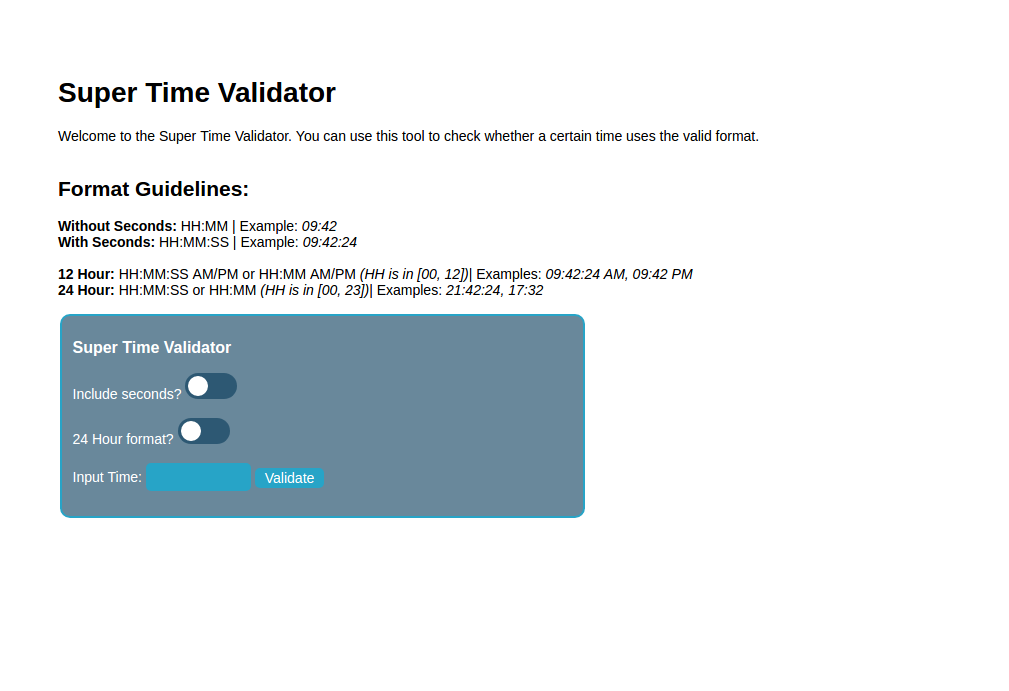 Super Time Validator
Welcome to the Super Time Validator. You can use this tool to check whether a certain time uses the valid format.
Format Guidelines:
Without Seconds: HH:MM | Example: 09:42
With Seconds: HH:MM:SS | Example: 09:42:24
12 Hour: HH:MM:SS AM/PM or HH:MM AM/PM (HH is in [00, 12])| Examples: 09:42:24 AM, 09:42 PM
24 Hour: HH:MM:SS or HH:MM (HH is in [00, 23])| Examples: 21:42:24, 17:32
Super Time Validator
Include seconds?
24 Hour format?
Input Time: Validate